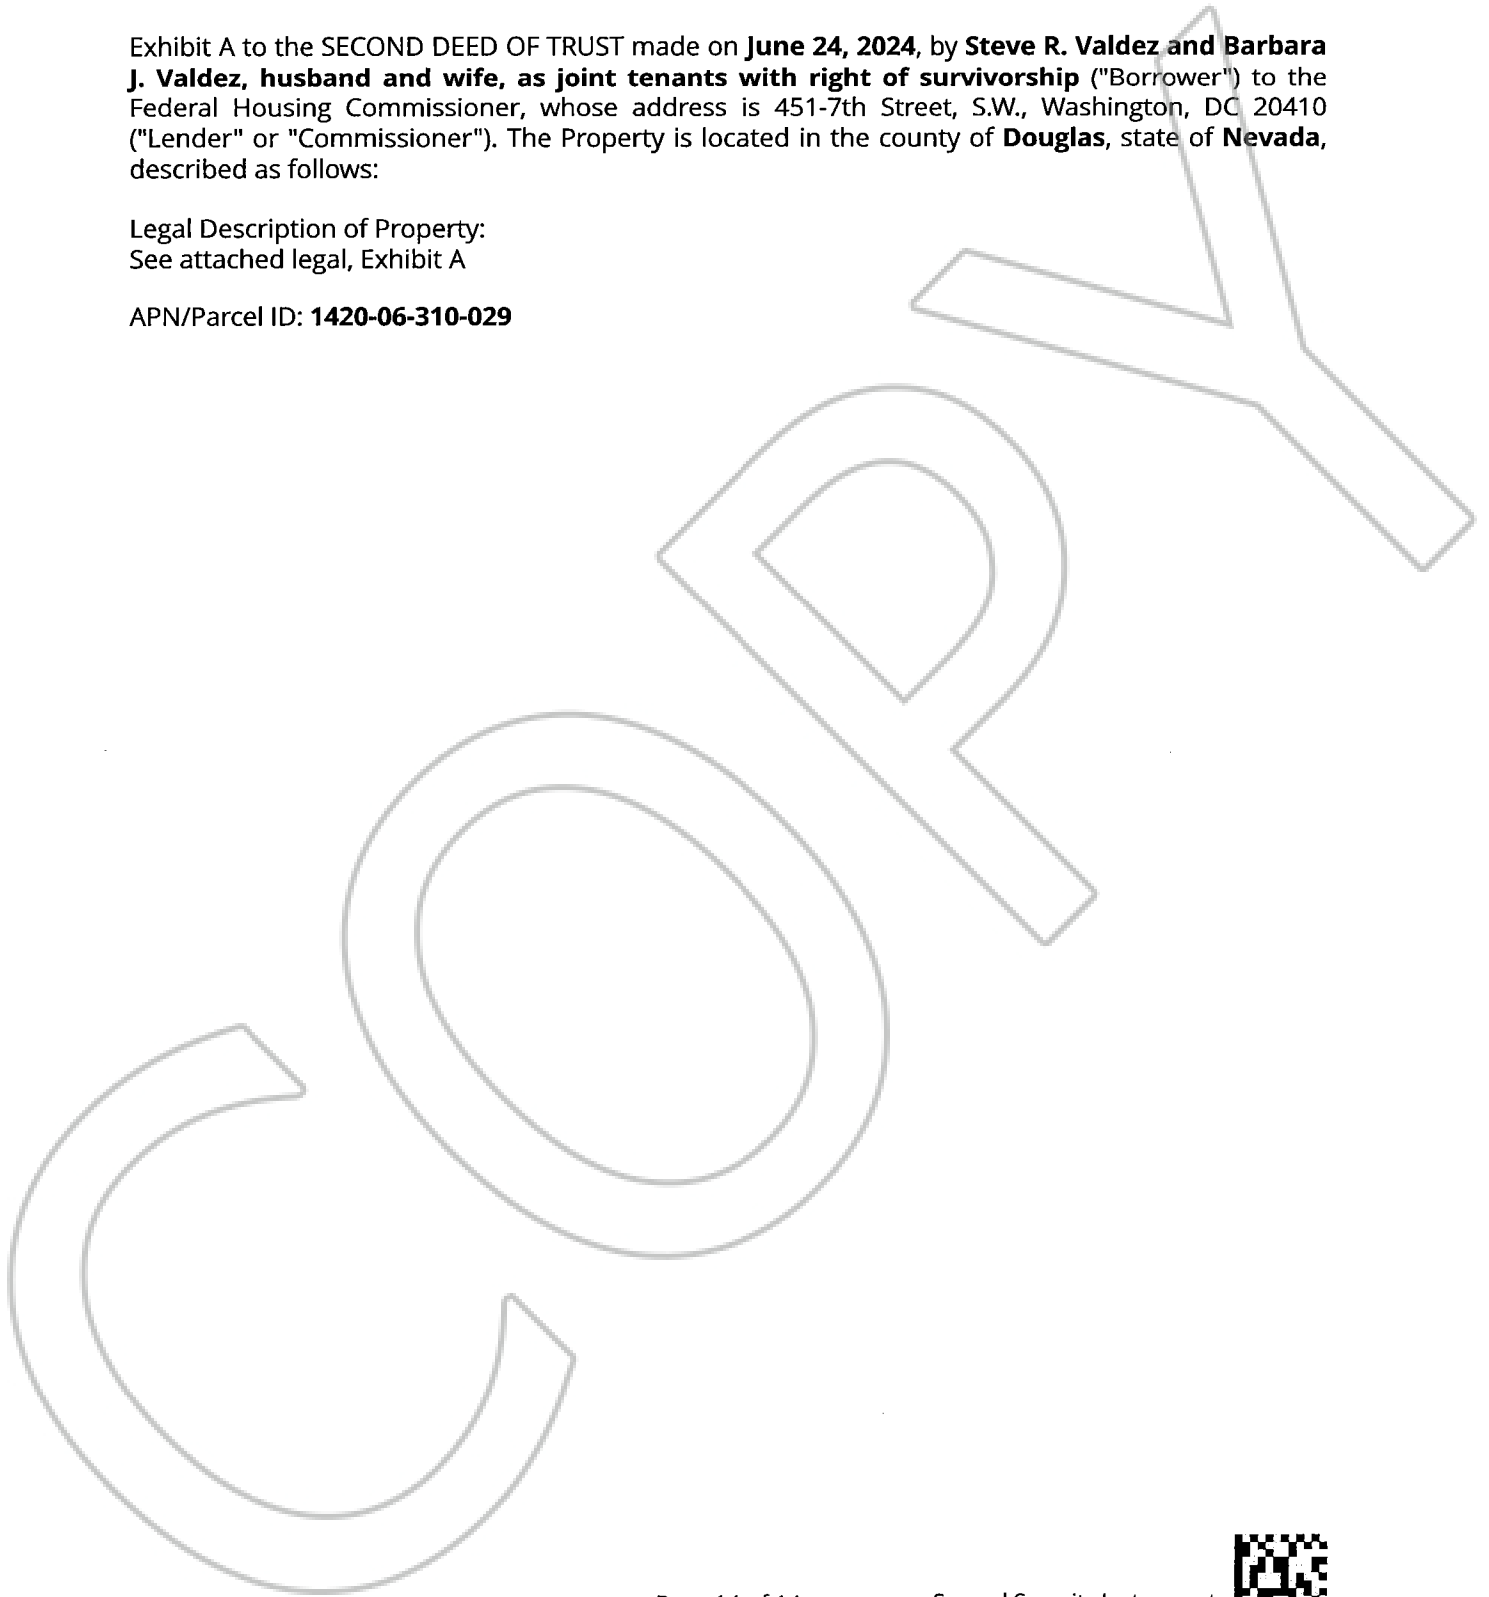 Exhibit A to the SECOND DEED OF TRUST made on June 24, 2024, by Steve R. Valdez and Barbara
J. Valdez, husband and wife, as joint tenants with right of survivorship ("Borrower") to the
Federal Housing Commissioner, whose address is 451-7th Street, S.W., Washington, DC 20410
("Lender" or "Commissioner"). The Property is located in the county of Douglas, state of Nevada,
described as follows:
Legal Description of Property:
See attached legal, Exhibit A
APN/Parcel ID: 1420-06-310-029
COPY